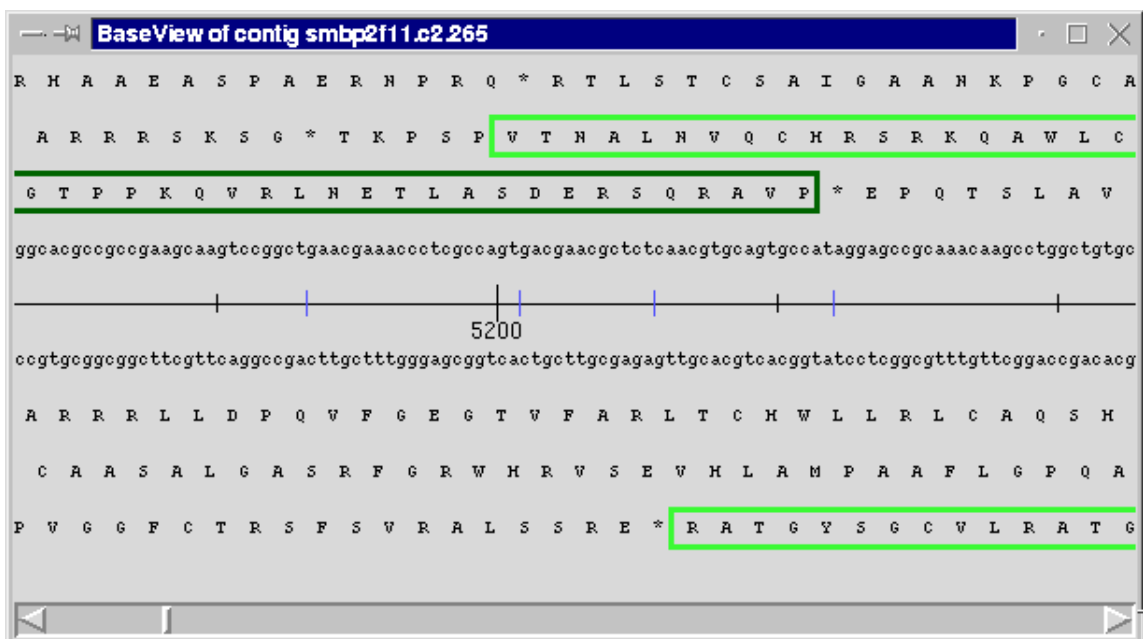 BaseView of contig smbp2f11.c2.265
R H A A E A S P A E R N P R Q * R T L S T C S A I G A A N K P G C A
A R R R S K S G * T K P S P V T N A L N V Q C H R S R K Q A W L C
G T P P K Q V R L N E T L A S D E R S Q R A V P * E P Q T S L A V
ggcacgccgccgaagcaagtccggctgaacgaaaccctcgccagtgacgaacgctctcaacgtgcagtgccataggagccgcaaacaagcctggctgtgc
5200
ccgtgcggcggcttcgttcaggccgacttgctttgggagcggtcactgcttgcgagagttgcacgtcacggtatcctcggcgtttgttcggaccgacacg
A R R R L L D P Q V F G E G T V F A R L T C H W L L R L C A Q S H
C A A S A L G A S R F G R W H R V S E V H L A M P A A F L G P Q A
P V G G F C T R S F S V R A L S S R E * R A T G Y S G C V L R A T G